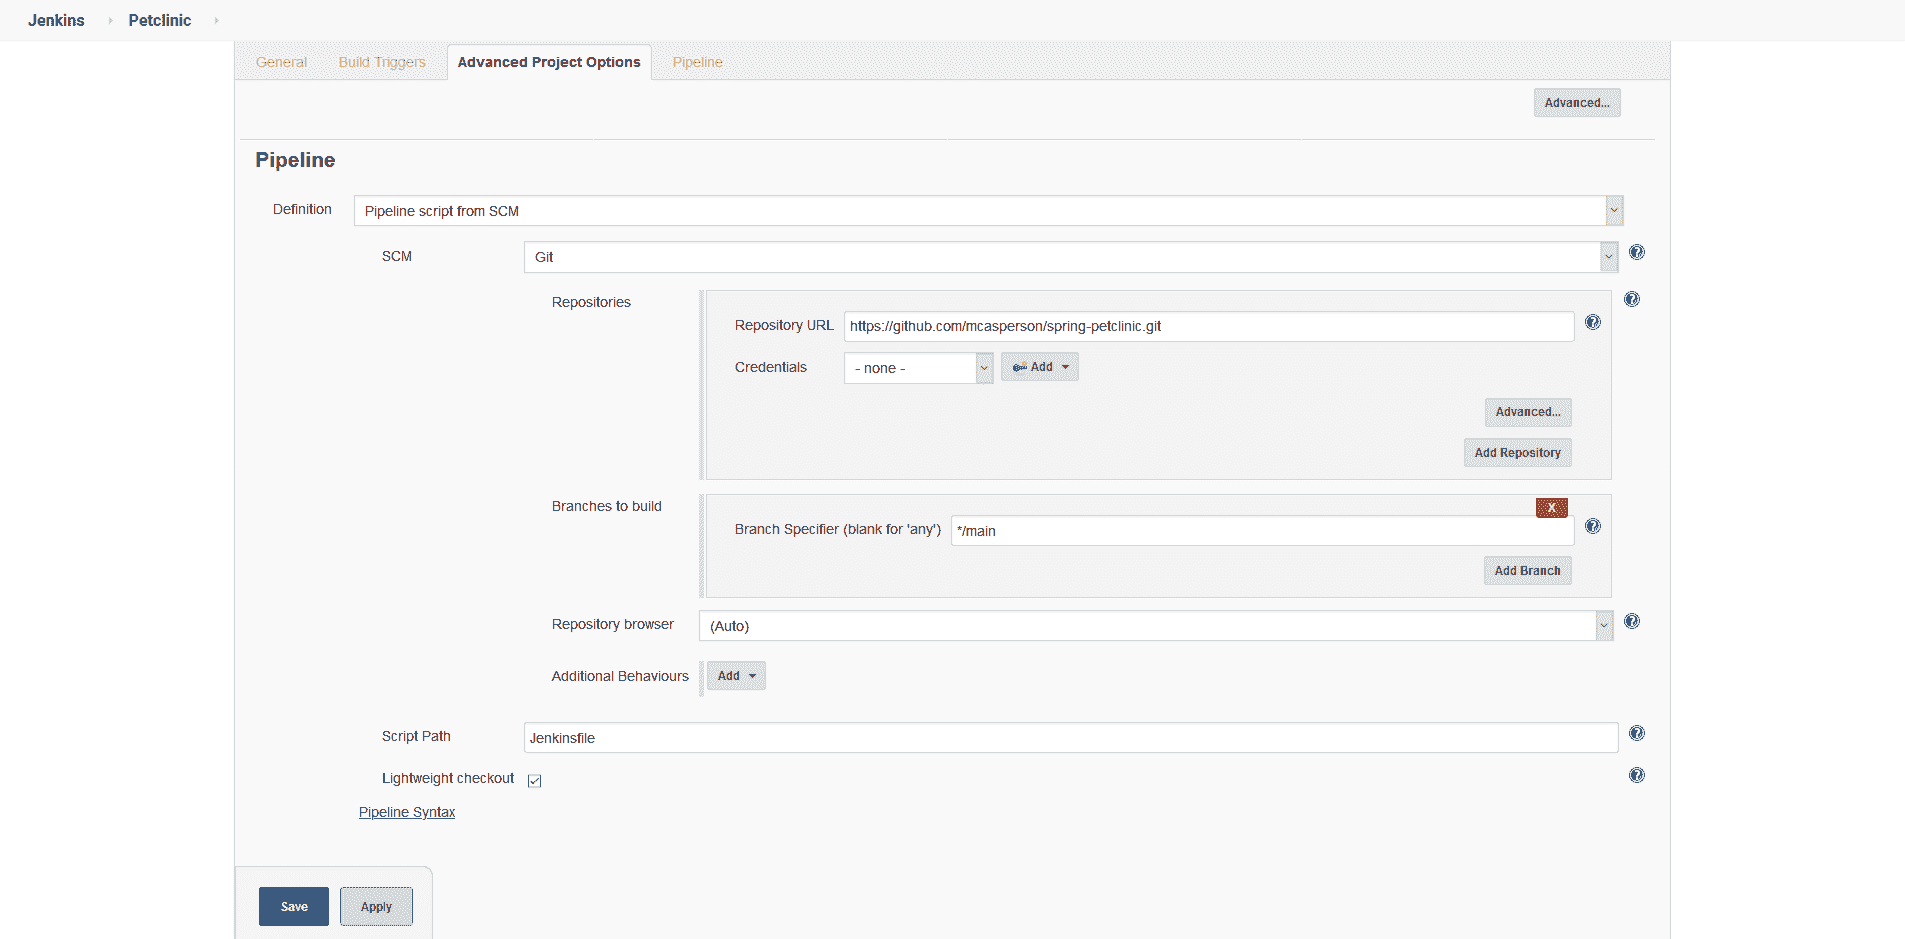 Jenkins Petclinic
General Build Triggers Advanced Project Options Pipeline
Advanced...
Pipeline
Definition Pipeline script from SCM
SCM Git
Repositories
Repository URL https://github.com/mcasperson/spring-petclinic.git
Credentials - none - Add
Advanced...
Add Repository
Branches to build
X
Branch Specifier (blank for 'any') */main
Add Branch
Repository browser (Auto)
Additional Behaviours Add
Script Path Jenkinsfile
Lightweight checkout
Pipeline Syntax
Save Apply